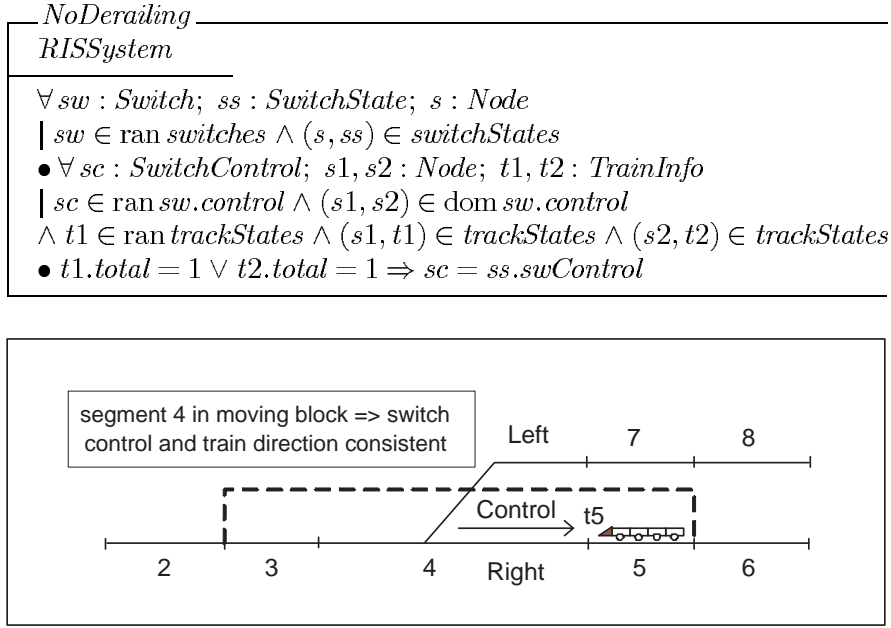 NoDerailing
RISSystem
∀ sw : Switch; ss : SwitchState; s : Node
| sw ∈ ran switches ∧ (s, ss) ∈ switchStates
• ∀ sc : SwitchControl; s1, s2 : Node; t1, t2 : TrainInfo
| sc ∈ ran sw.control ∧ (s1, s2) ∈ dom sw.control
∧ t1 ∈ ran trackStates ∧ (s1, t1) ∈ trackStates ∧ (s2, t2) ∈ trackStates
• t1.total = 1 ∨ t2.total = 1 ⇒ sc = ss.swControl
segment 4 in moving block => switch
control and train direction consistent
Left 7 8
Control t5
2 3 4 Right 5 6